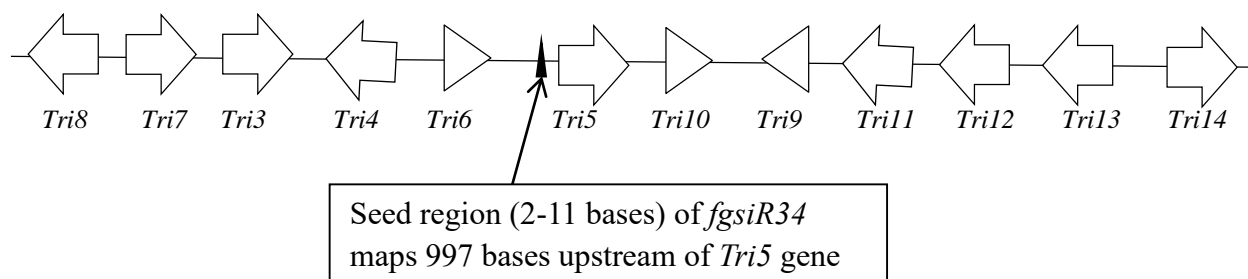 Tri8 Tri7 Tri3 Tri4 Tri6 Tri5 Tri10 Tri9 Tri11 Tri12 Tri13 Tri14
Seed region (2-11 bases) of fgsiR34
maps 997 bases upstream of Tri5 gene